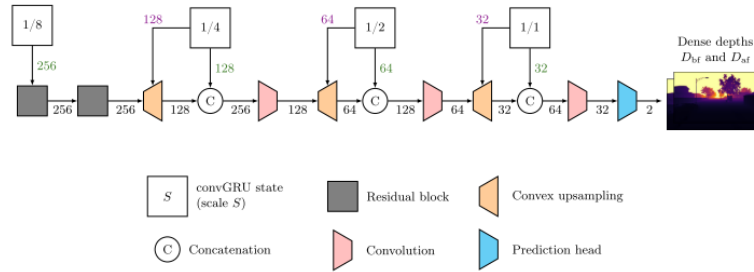 1/8
1/4
1/2
1/1
128
64
32
256
128
64
32
Dense depths
D_bf and D_af
256
256
128
C
256
128
64
C
128
64
32
C
64
32
2
S
convGRU state
(scale S)
Residual block
Convex upsampling
C
Concatenation
Convolution
Prediction head